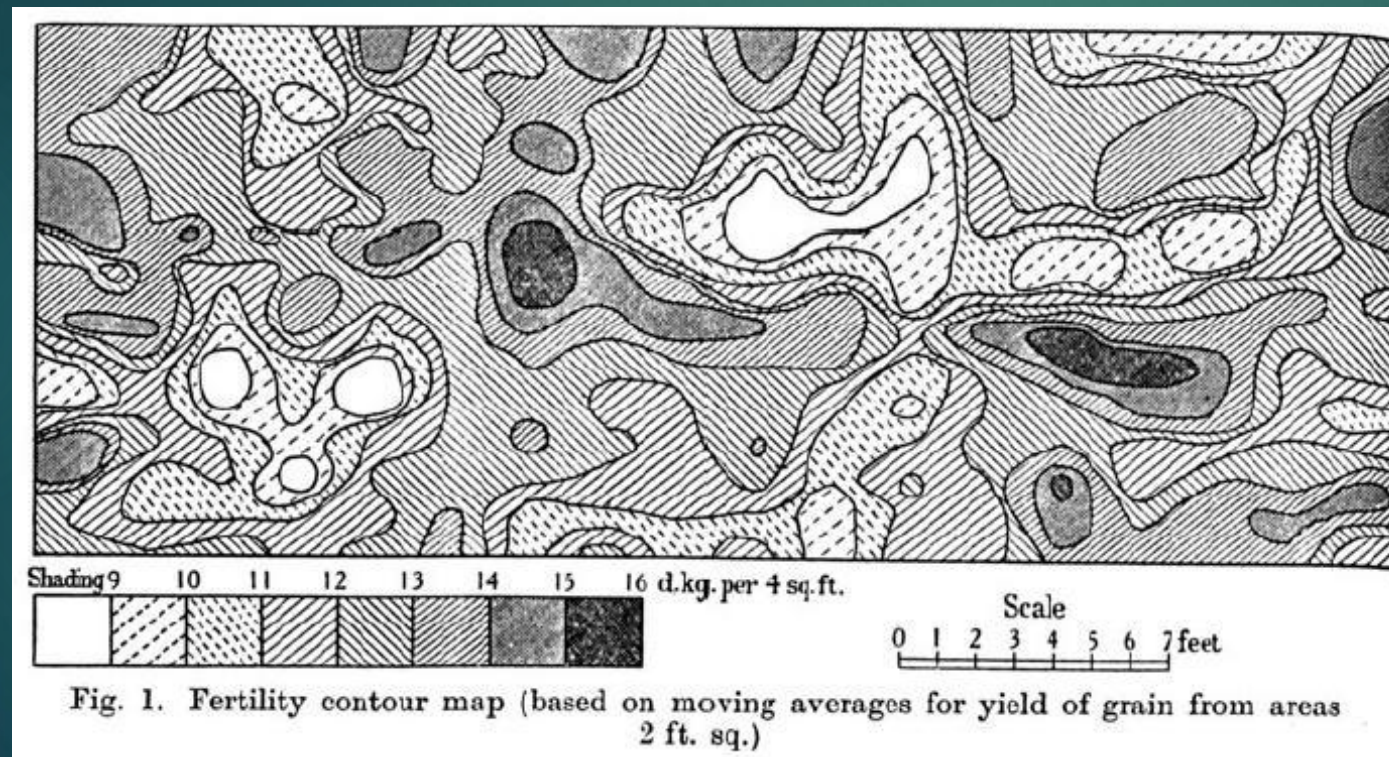 Shading 9 10 11 12 13 14 15 16 d.kg. per 4 sq. ft.
Scale
0 1 2 3 4 5 6 7 feet
Fig. 1. Fertility contour map (based on moving averages for yield of grain from areas
2 ft. sq.)